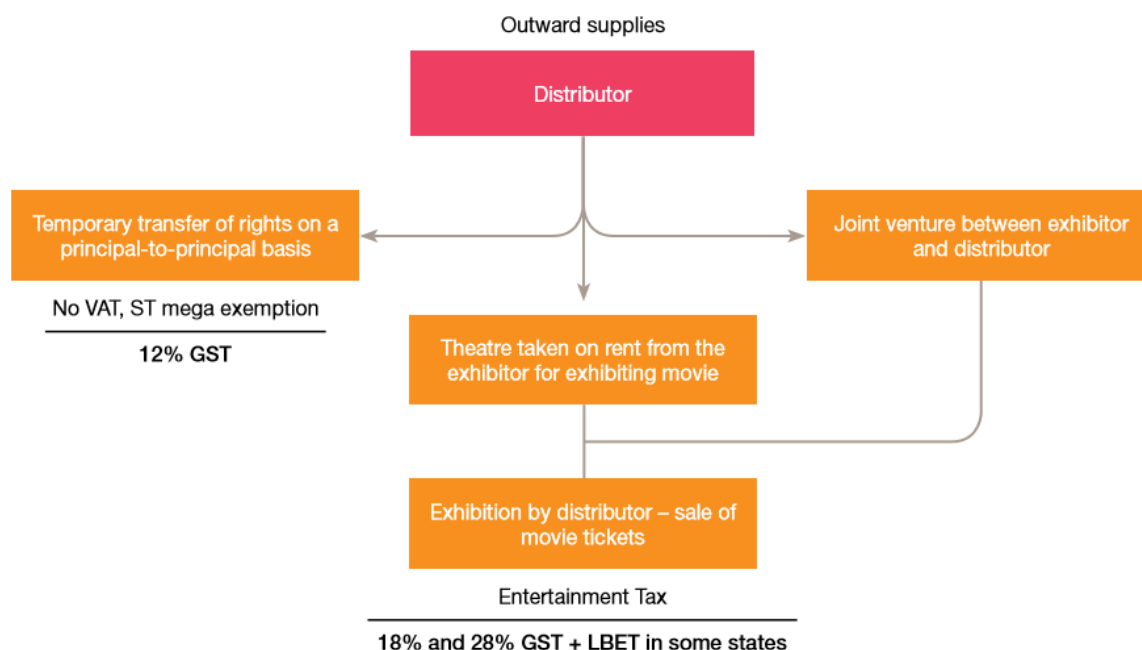 Outward supplies
Distributor
Temporary transfer of rights on a
principal-to-principal basis
No VAT, ST mega exemption
12% GST
Joint venture between exhibitor
and distributor
Theatre taken on rent from the
exhibitor for exhibiting movie
Exhibition by distributor – sale of
movie tickets
Entertainment Tax
18% and 28% GST + LBET in some states